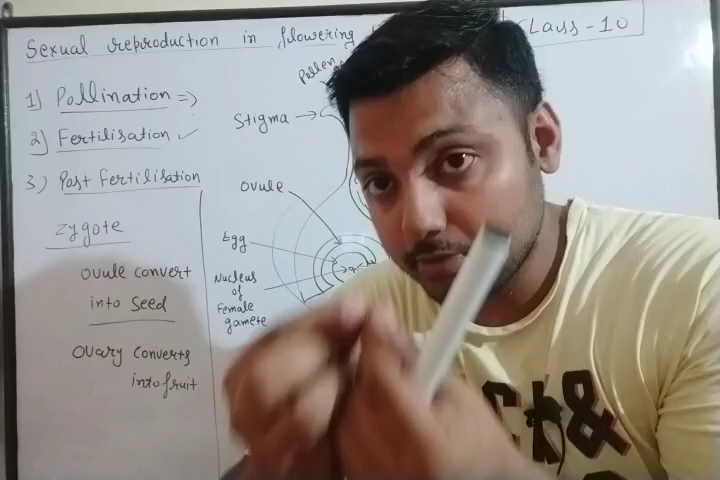 Sexual reproduction in flowering
Class - 10
1) Pollination =>
2) Fertilisation ✓
3) Post Fertilisation
Zygote
ovule convert
into Seed
Ovary Converts
into fruit
Pollen
Stigma →
Ovule
Egg
Nucleus
of
Female
gamete
&